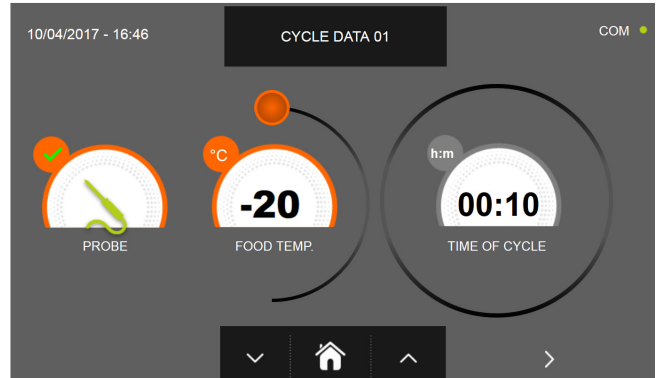 10/04/2017 - 16:46
CYCLE DATA 01
COM
°C
h:m
-20
00:10
PROBE
FOOD TEMP.
TIME OF CYCLE